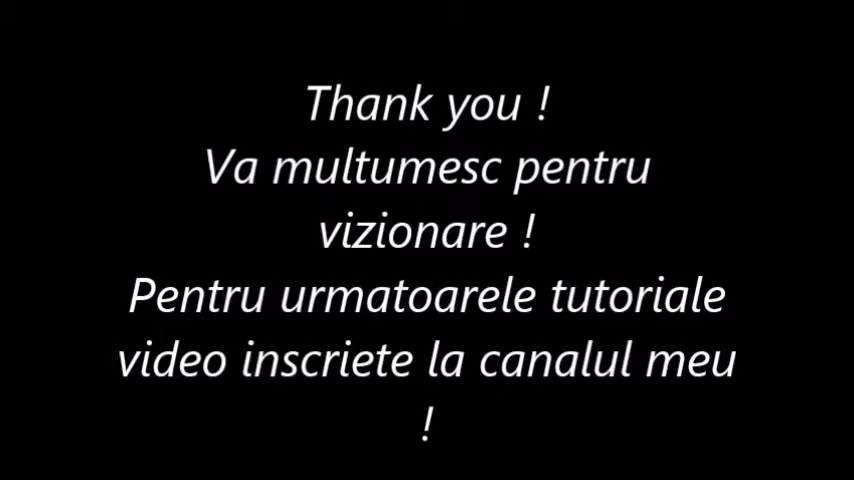 Thank you !
Va multumesc pentru
vizionare !
Pentru urmatoarele tutoriale
video inscriete la canalul meu
!